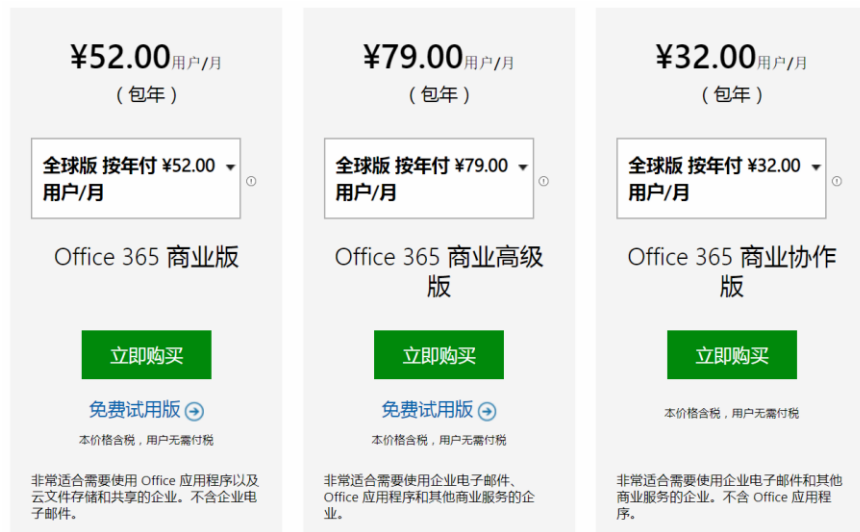 ¥52.00用户/月
（包年）
全球版 按年付 ¥52.00
用户/月
Office 365 商业版
立即购买
免费试用版
本价格含税，用户无需付税
非常适合需要使用 Office 应用程序以及
云文件存储和共享的企业。不含企业电
子邮件。
¥79.00用户/月
（包年）
全球版 按年付 ¥79.00
用户/月
Office 365 商业高级
版
立即购买
免费试用版
本价格含税，用户无需付税
非常适合需要使用企业电子邮件、
Office 应用程序和其他商业服务的企
业。
¥32.00用户/月
（包年）
全球版 按年付 ¥32.00
用户/月
Office 365 商业协作
版
立即购买
本价格含税，用户无需付税
非常适合需要使用企业电子邮件和其他
商业服务的企业。不含 Office 应用程
序。